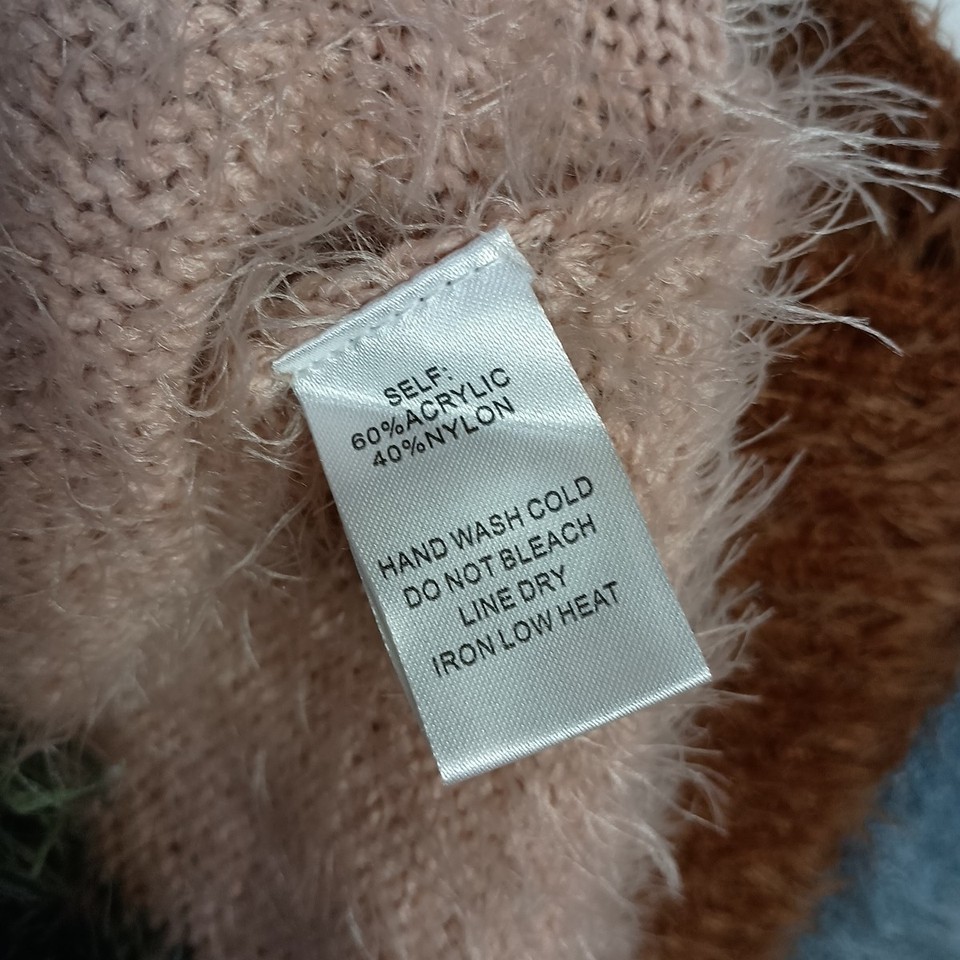 SELF:
60%ACRYLIC
40%NYLON
HAND WASH COLD
DO NOT BLEACH
LINE DRY
IRON LOW HEAT